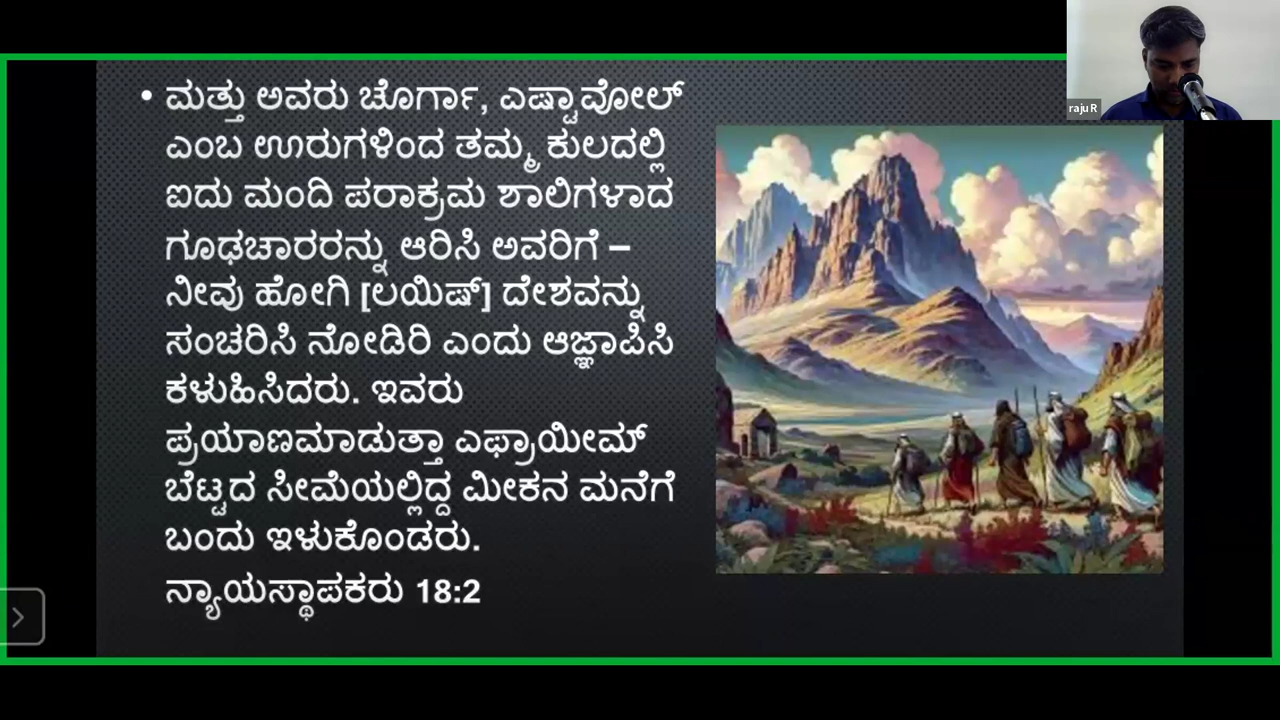 • ಮತ್ತು ಅವರು ಚೊರ್ಗಾ, ಎಷ್ಟಾವೋಲ್
ಎಂಬ ಊರುಗಳಿಂದ ತಮ್ಮ ಕುಲದಲ್ಲಿ
ಐದು ಮಂದಿ ಪರಾಕ್ರಮ ಶಾಲಿಗಳಾದ
ಗೂಢಚಾರರನ್ನು ಆರಿಸಿ ಅವರಿಗೆ –
ನೀವು ಹೋಗಿ [ಲಯಿಷ್] ದೇಶವನ್ನು
ಸಂಚರಿಸಿ ನೋಡಿರಿ ಎಂದು ಆಜ್ಞಾಪಿಸಿ
ಕಳುಹಿಸಿದರು. ಇವರು
ಪ್ರಯಾಣಮಾಡುತ್ತಾ ಎಫ್ರಾಯೀಮ್
ಬೆಟ್ಟದ ಸೀಮೆಯಲ್ಲಿದ್ದ ಮೀಕನ ಮನೆಗೆ
ಬಂದು ಇಳುಕೊಂಡರು.
ನ್ಯಾಯಸ್ಥಾಪಕರು 18:2
raju R